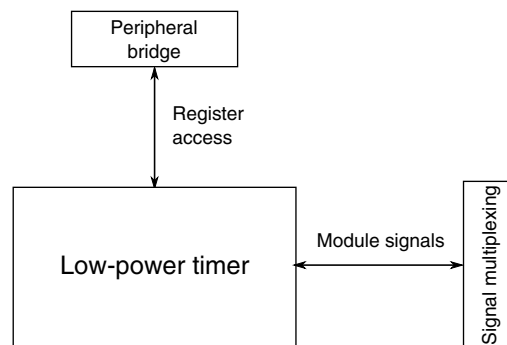 Peripheral
bridge
Register
access
Low-power timer
Module signals
Signal multiplexing